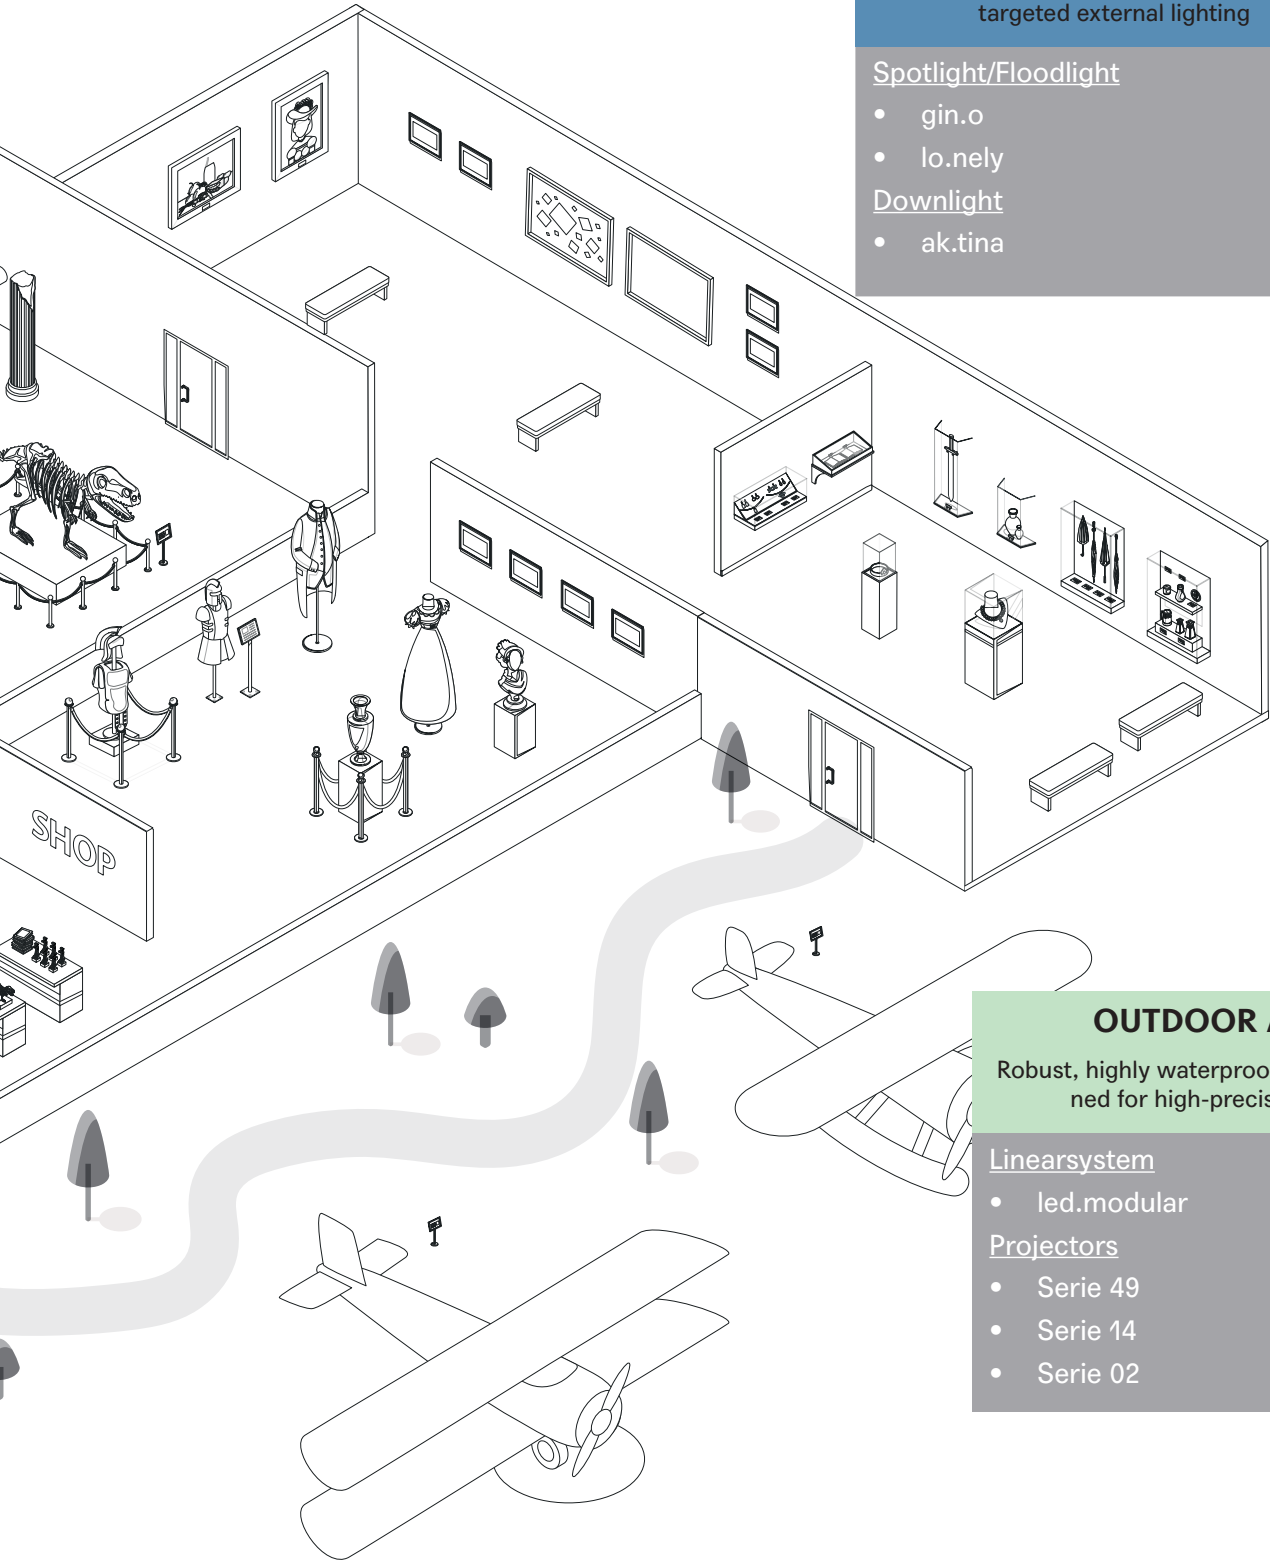 targeted external lighting
Spotlight/Floodlight
• gin.o
• lo.nely
Downlight
• ak.tina
SHOP
OUTDOOR
Robust, highly waterproo
ned for high-precis
Linearsystem
• led.modular
Projectors
• Serie 49
• Serie 14
• Serie 02